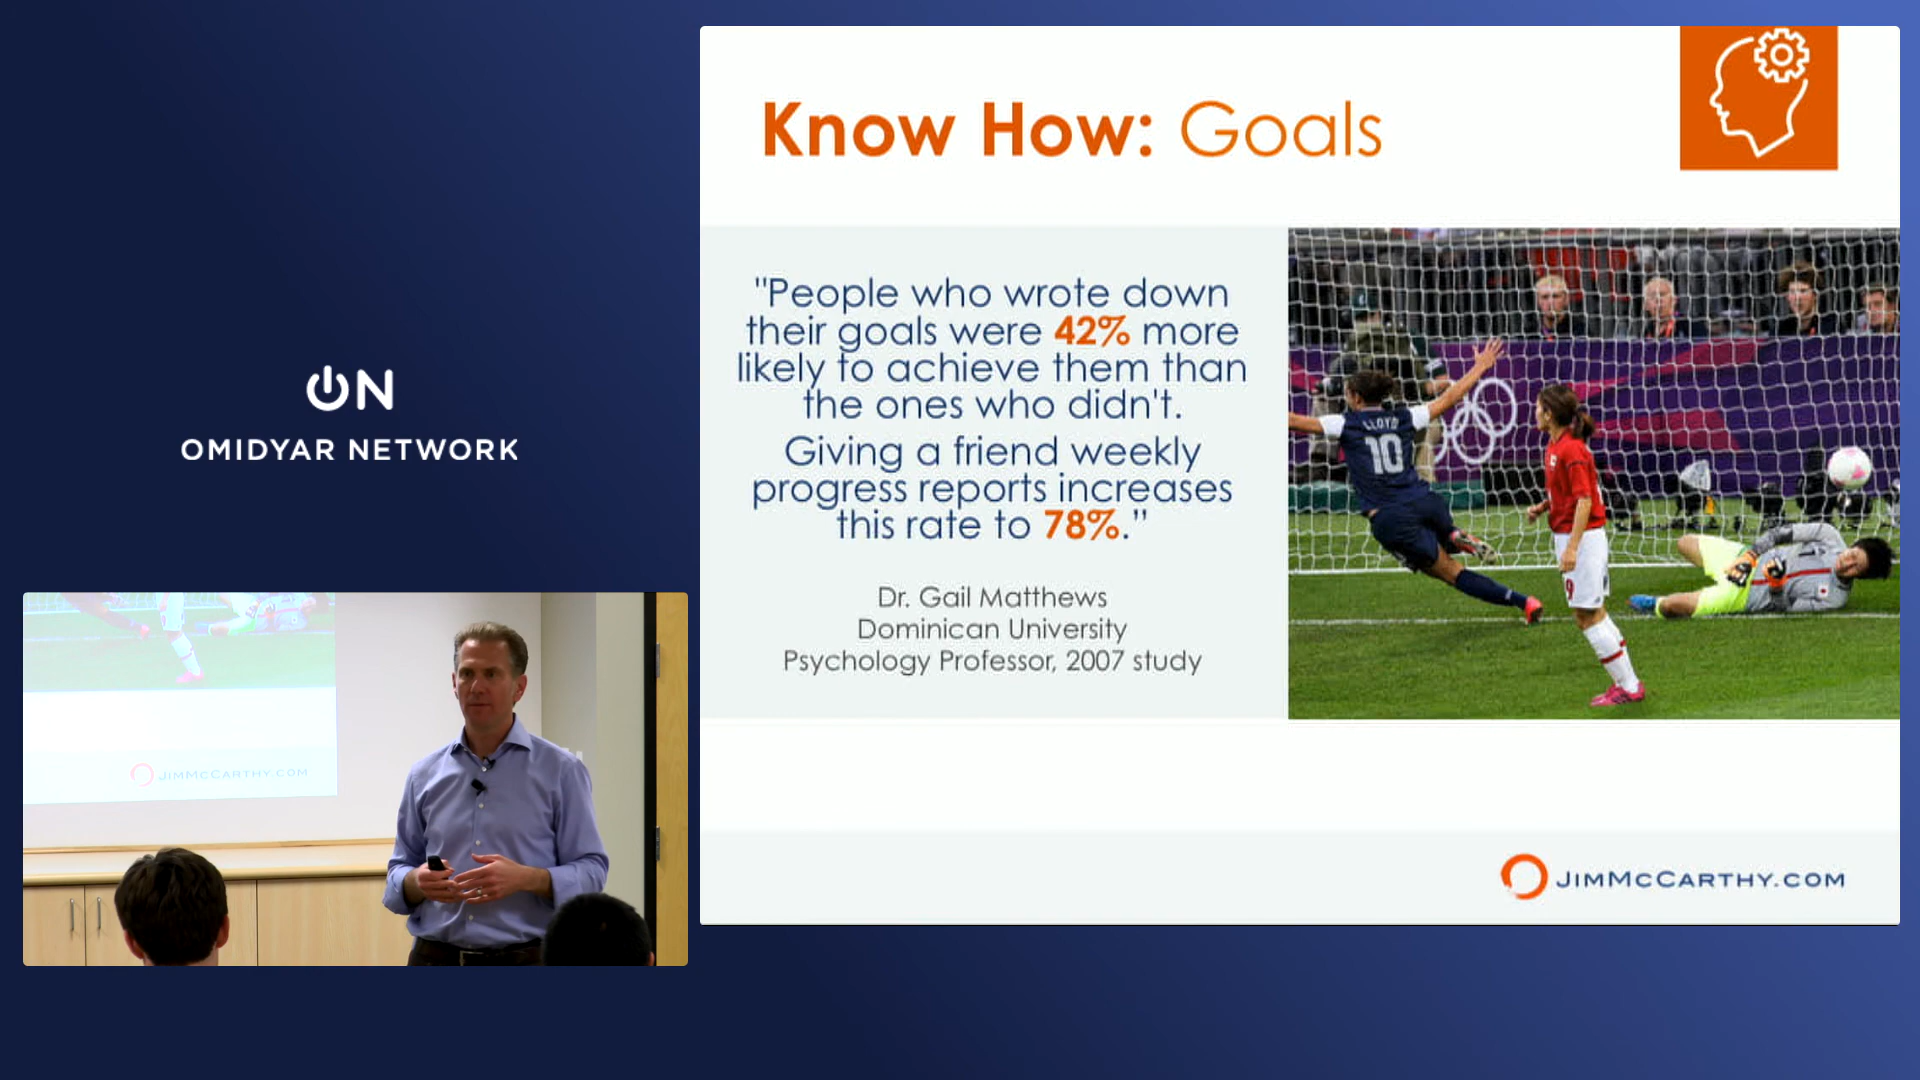 Know How: Goals
"People who wrote down
their goals were 42% more
likely to achieve them than
the ones who didn't.
Giving a friend weekly
progress reports increases
this rate to 78%.”
Dr. Gail Matthews
Dominican University
Psychology Professor, 2007 study
LLOYD
10
9
JIMMCCARTHY.COM
ON
OMIDYAR NETWORK
JIMMCCARTHY.COM